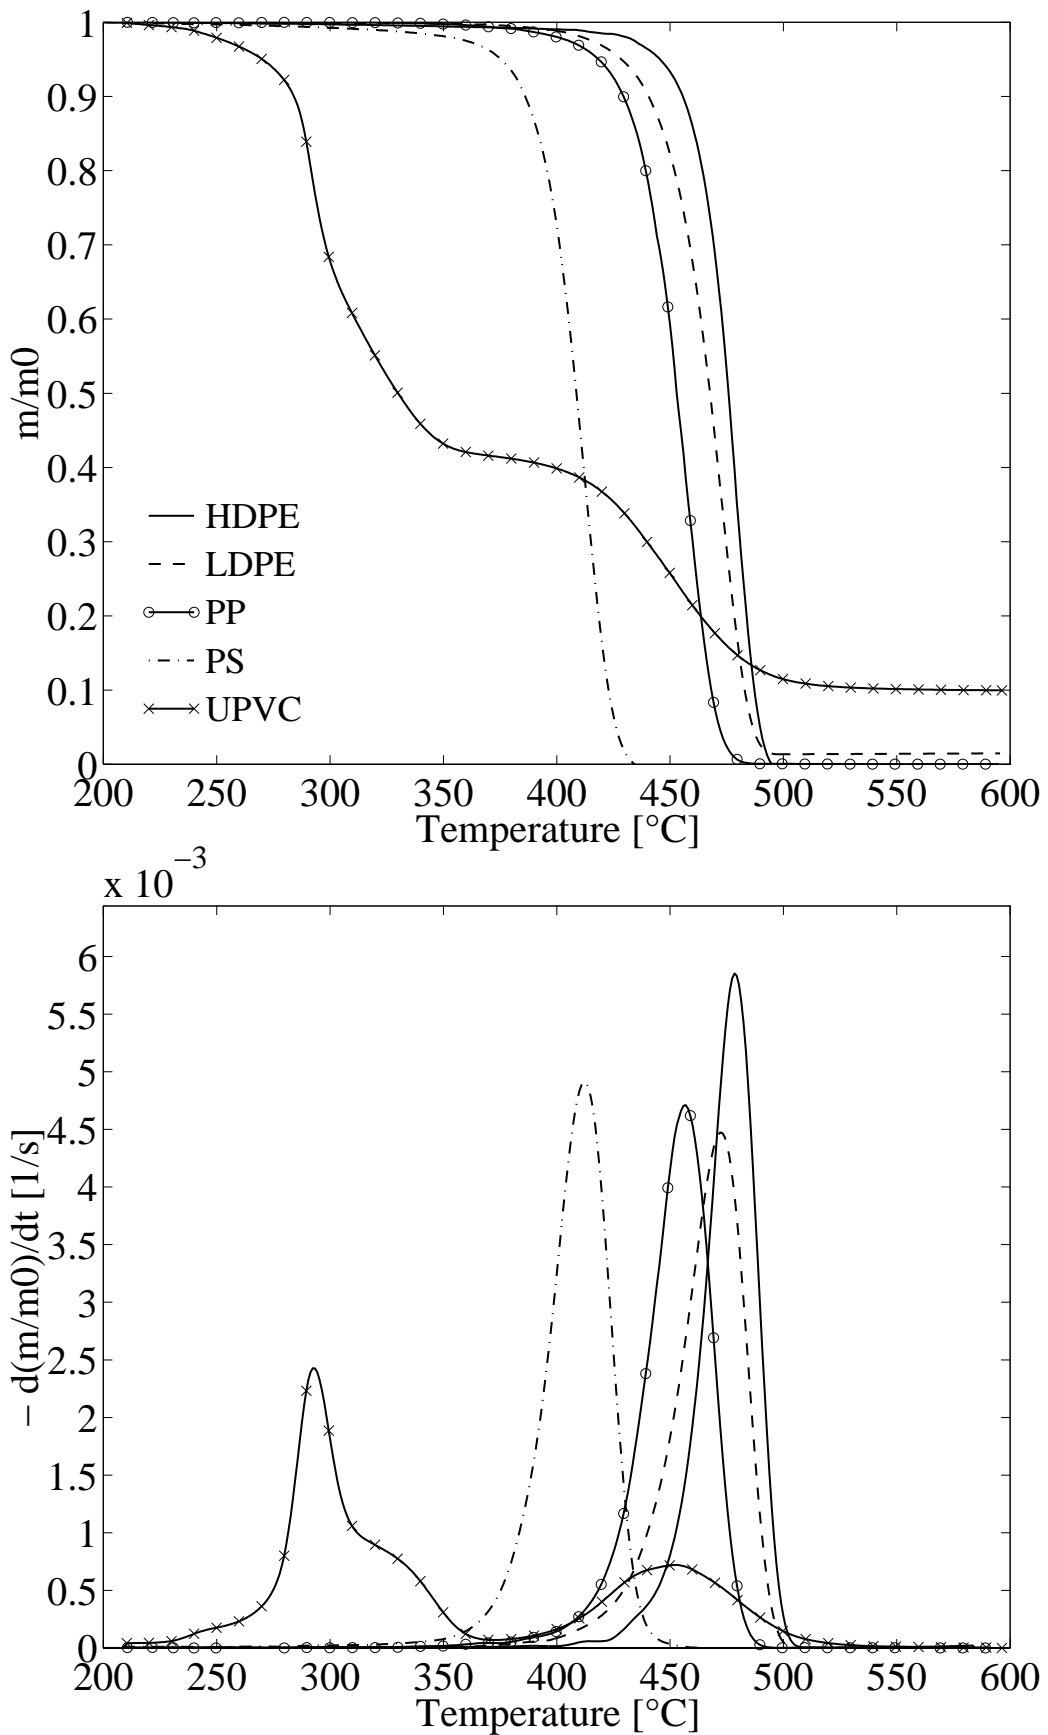 1
0.9
0.8
0.7
0.6
0.5
0.4
0.3
0.2
0.1
0
m/m0
HDPE
LDPE
PP
PS
UPVC
200 250 300 350 400 450 500 550 600
Temperature [°C]
x 10⁻³
6
5.5
5
4.5
4
3.5
3
2.5
2
1.5
1
0.5
0
− d(m/m0)/dt [1/s]
200 250 300 350 400 450 500 550 600
Temperature [°C]